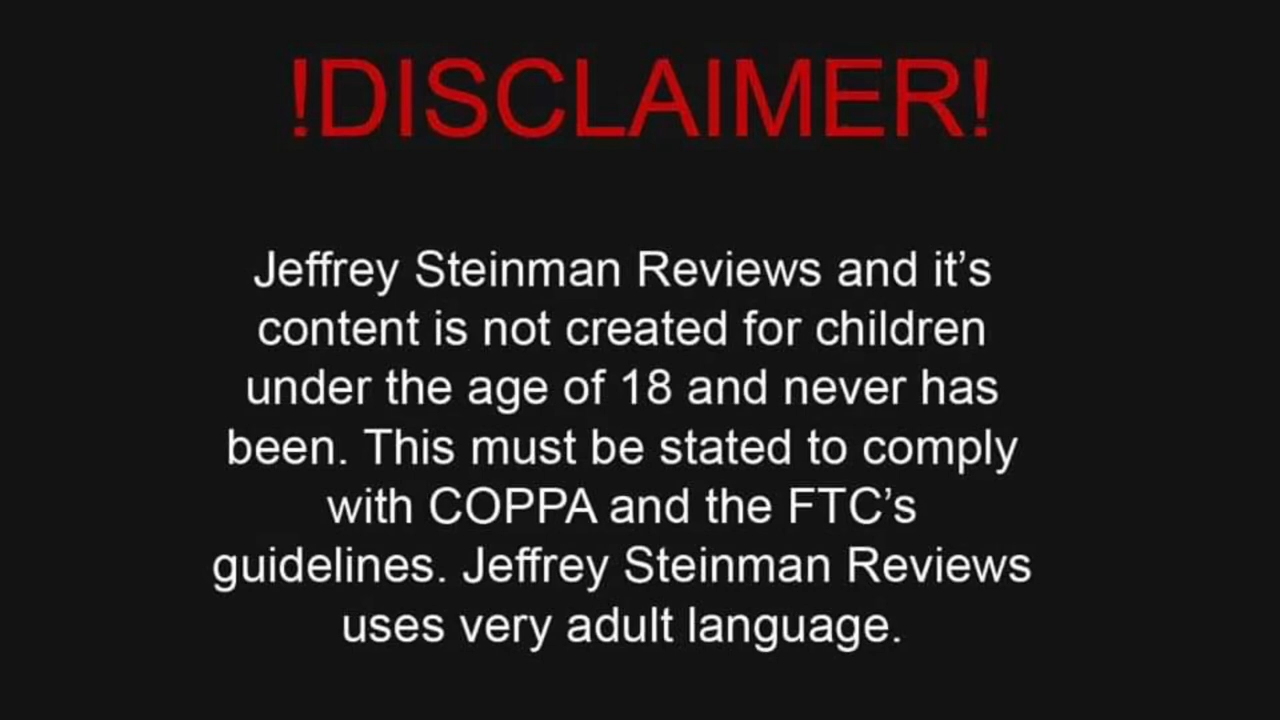 !DISCLAIMER!
Jeffrey Steinman Reviews and it’s
content is not created for children
under the age of 18 and never has
been. This must be stated to comply
with COPPA and the FTC’s
guidelines. Jeffrey Steinman Reviews
uses very adult language.